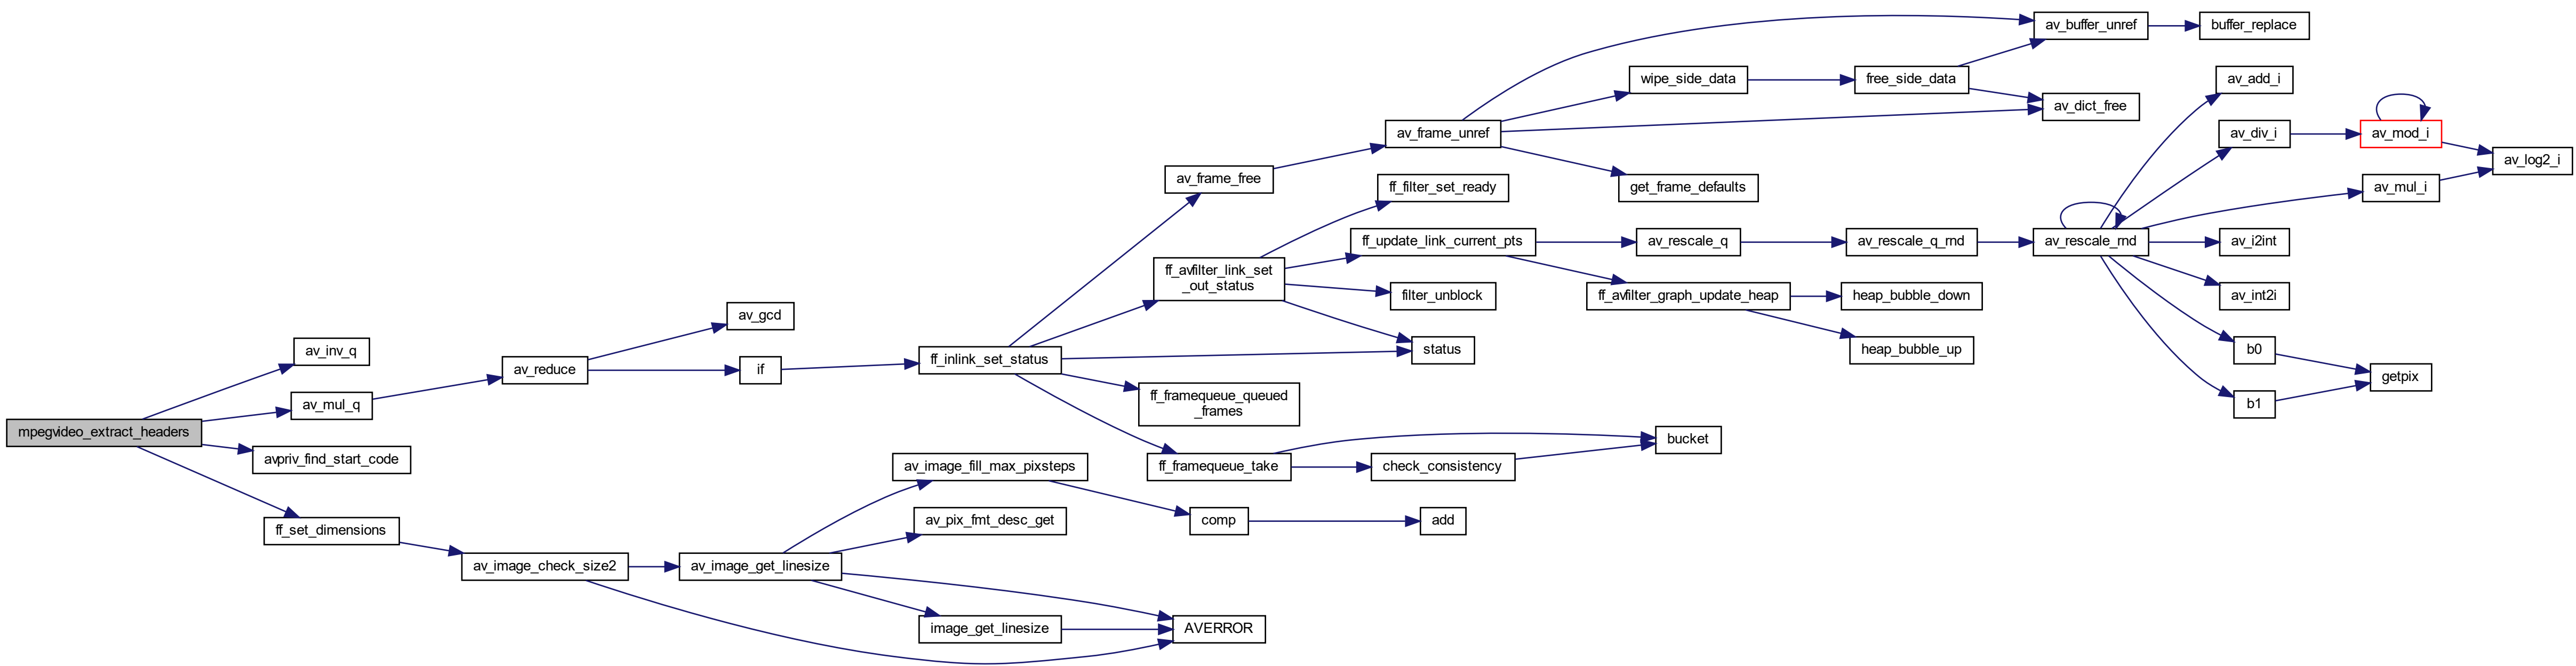 mpegvideo_extract_headers
av_inv_q
av_mul_q
avpriv_find_start_code
ff_set_dimensions
av_reduce
av_image_check_size2
av_gcd
if
av_image_get_linesize
ff_inlink_set_status
av_image_fill_max_pixsteps
av_pix_fmt_desc_get
image_get_linesize
av_frame_free
ff_avfilter_link_set
_out_status
ff_framequeue_queued
_frames
ff_framequeue_take
comp
AVERROR
av_frame_unref
ff_filter_set_ready
ff_update_link_current_pts
filter_unblock
status
check_consistency
add
wipe_side_data
get_frame_defaults
av_rescale_q
ff_avfilter_graph_update_heap
bucket
free_side_data
av_rescale_q_rnd
heap_bubble_down
heap_bubble_up
av_buffer_unref
av_dict_free
av_rescale_rnd
buffer_replace
av_add_i
av_div_i
av_i2int
av_int2i
b0
b1
av_mod_i
av_mul_i
getpix
av_log2_i